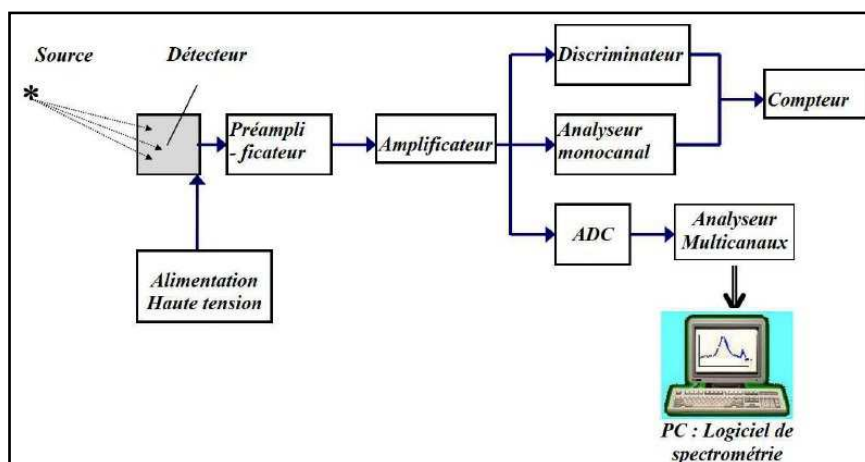 Source
Détecteur
Discriminateur
Compteur
Préampli
- ficateur
Amplificateur
Analyseur
monocanal
ADC
Analyseur
Multicanaux
Alimentation
Haute tension
PC : Logiciel de
spectrométrie